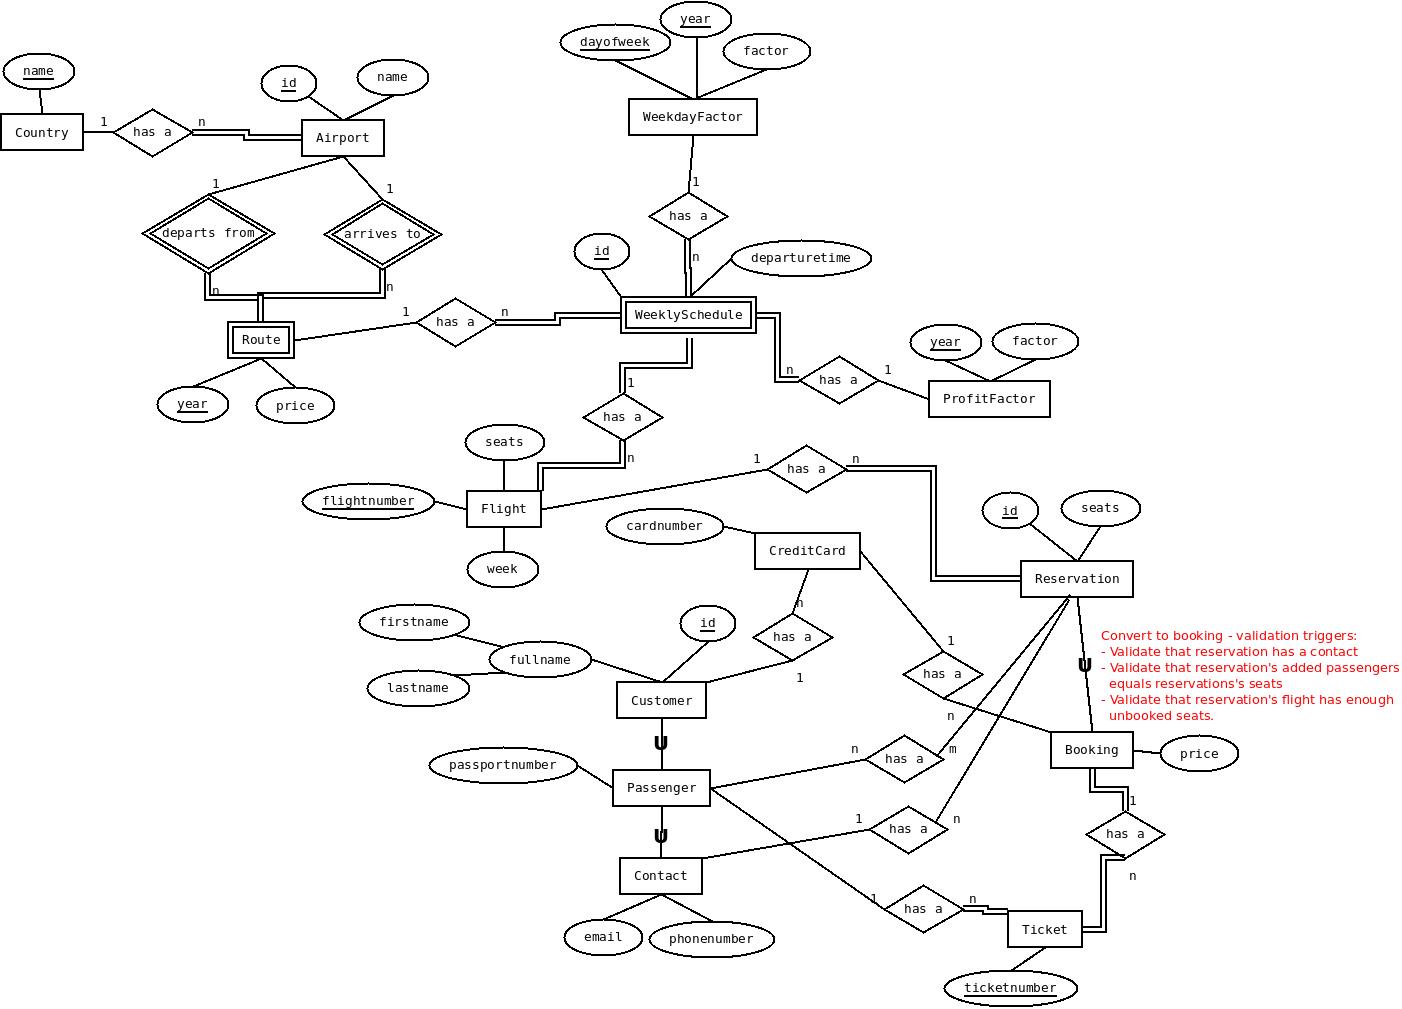 year
dayofweek
factor
name
id
name
WeekdayFactor
Country
1
has a
n
Airport
1
1
1
has a
departs from
arrives to
n
id
departuretime
n
n
WeeklySchedule
1
has a
n
Route
year
factor
n
has a
1
1
ProfitFactor
year
price
has a
seats
n
1
has a
n
flightnumber
Flight
id
seats
cardnumber
CreditCard
week
Reservation
n
firstname
id
has a
1
Convert to booking - validation triggers:
- Validate that reservation has a contact
- Validate that reservation's added passengers
equals reservations's seats
- Validate that reservation's flight has enough
unbooked seats.
U
fullname
has a
lastname
1
Customer
n
U
n
has a
m
Booking
price
passportnumber
Passenger
1
1
has a
n
U
has a
Contact
n
1
has a
n
email
phonenumber
Ticket
ticketnumber